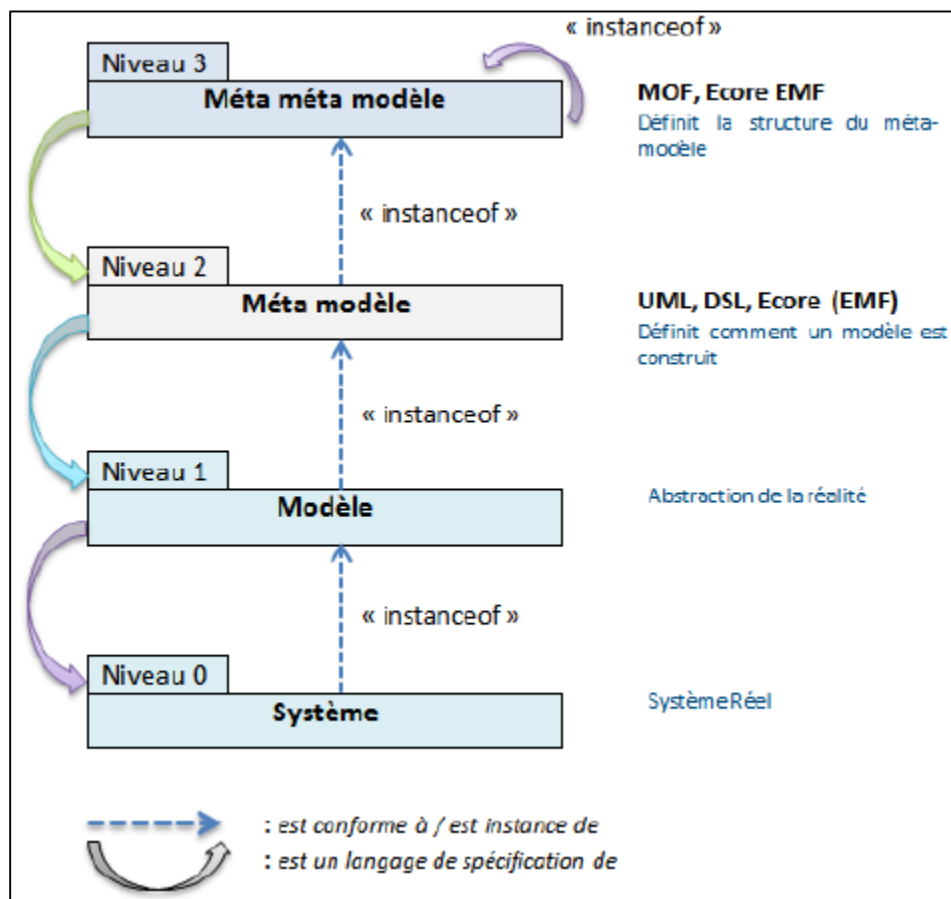 « instanceof »
Niveau 3
Méta méta modèle
MOF, Ecore EMF
Définit la structure du méta-
modèle
« instanceof »
Niveau 2
Méta modèle
UML, DSL, Ecore (EMF)
Définit comment un modèle est
construit
« instanceof »
Niveau 1
Modèle
Abstraction de la réalité
« instanceof »
Niveau 0
Système
Système Réel
: est conforme à / est instance de
: est un langage de spécification de